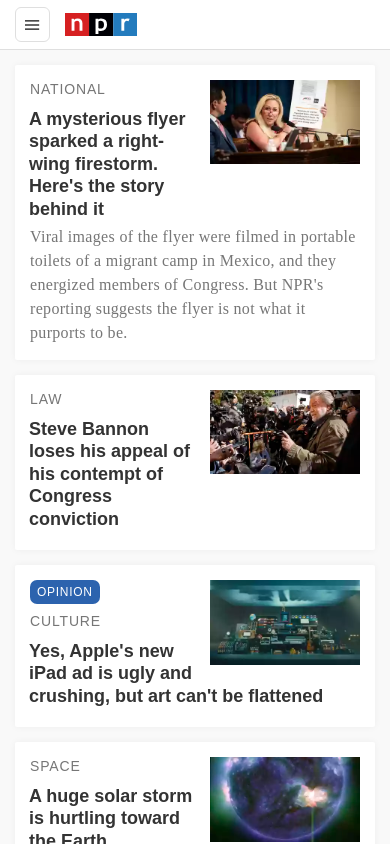 npr
NATIONAL
A mysterious flyer
sparked a right-
wing firestorm.
Here's the story
behind it
Viral images of the flyer were filmed in portable
toilets of a migrant camp in Mexico, and they
energized members of Congress. But NPR's
reporting suggests the flyer is not what it
purports to be.
LAW
Steve Bannon
loses his appeal of
his contempt of
Congress
conviction
OPINION
CULTURE
Yes, Apple's new
iPad ad is ugly and
crushing, but art can't be flattened
SPACE
A huge solar storm
is hurtling toward
the Earth